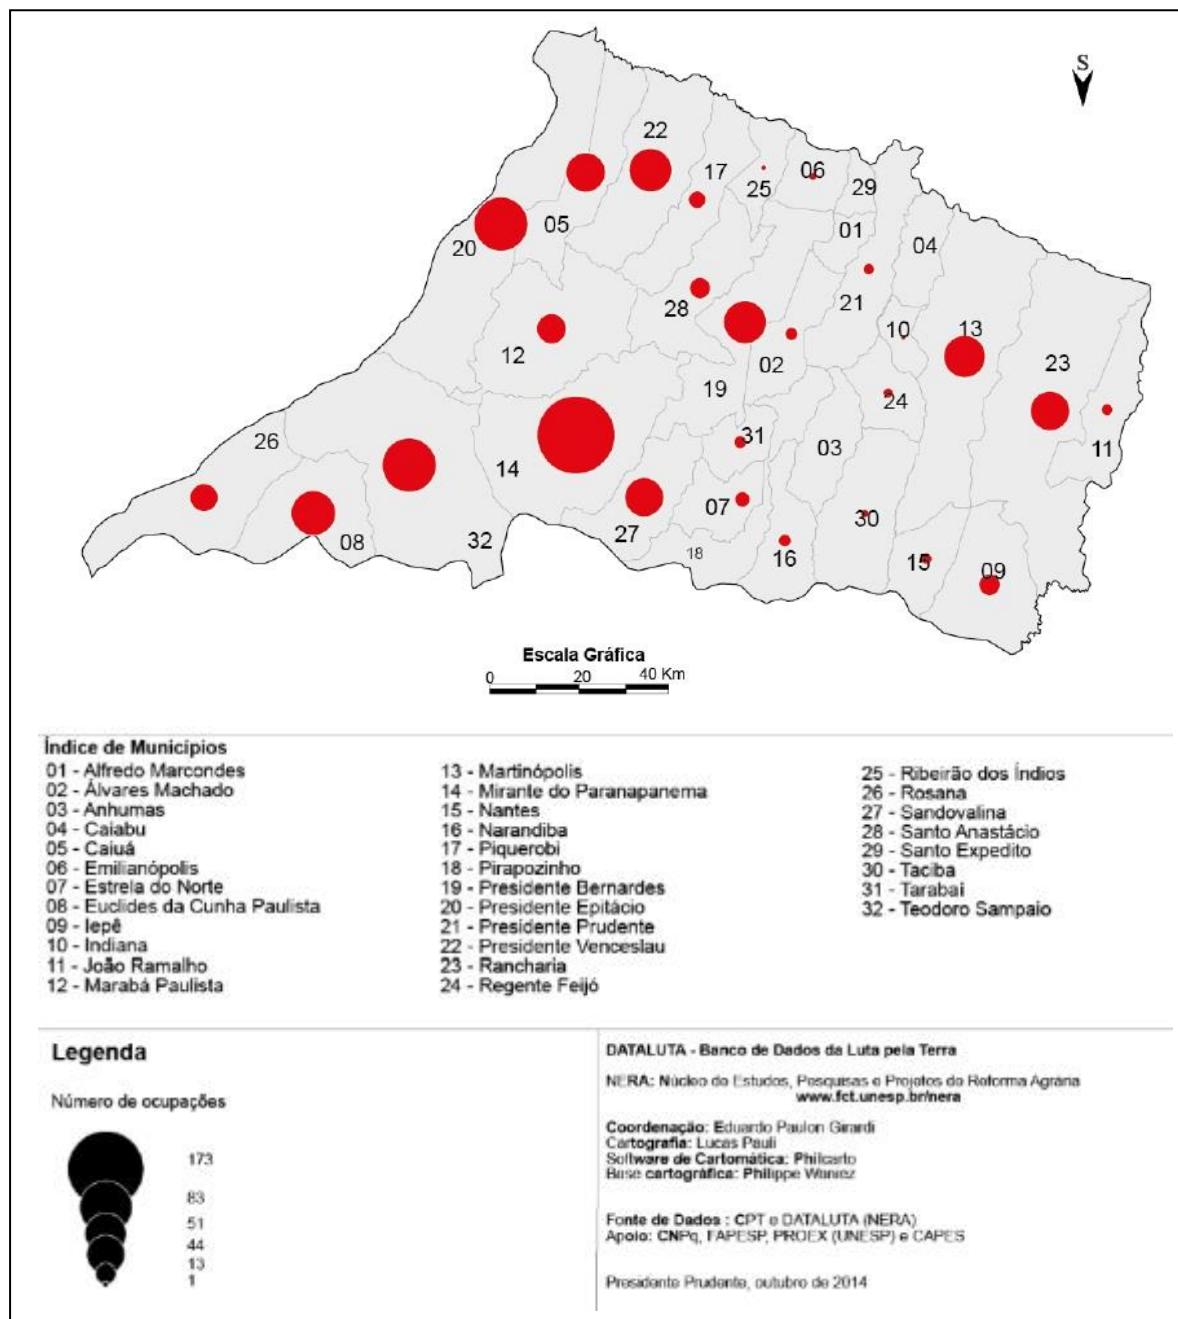 S
22
17
25
06
29
01
04
05
20
28
21
10
13
12
02
23
19
24
26
14
31
03
11
07
27
30
32
08
18
16
15
09
Escala Gráfica
0 20 40 Km
Índice de Municípios
01 - Alfredo Marcondes
02 - Álvares Machado
03 - Anhumas
04 - Caiabu
05 - Caiuá
06 - Emilianópolis
07 - Estrela do Norte
08 - Euclides da Cunha Paulista
09 - Iepê
10 - Indiana
11 - João Ramalho
12 - Marabá Paulista
13 - Martinópolis
14 - Mirante do Paranapanema
15 - Nantes
16 - Narandiba
17 - Piquerobi
18 - Pirapozinho
19 - Presidente Bernardes
20 - Presidente Epitácio
21 - Presidente Prudente
22 - Presidente Venceslau
23 - Rancharia
24 - Regente Feijó
25 - Ribeirão dos Índios
26 - Rosana
27 - Sandovalina
28 - Santo Anastácio
29 - Santo Expedito
30 - Taciba
31 - Tarabai
32 - Teodoro Sampaio
Legenda
Número de ocupações
173
83
51
44
13
1
DATALUTA - Banco de Dados da Luta pela Terra
NERA: Núcleo de Estudos, Pesquisas e Projetos de Reforma Agrária
www.fct.unesp.br/nera
Coordenação: Eduardo Paulon Girardi
Cartografia: Lucas Pauli
Software de Cartomática: Philcarto
Base cartográfica: Philippe Waniez
Fonte de Dados : CPT e DATALUTA (NERA)
Apoio: CNPq, FAPESP, PROEX (UNESP) e CAPES
Presidente Prudente, outubro de 2014